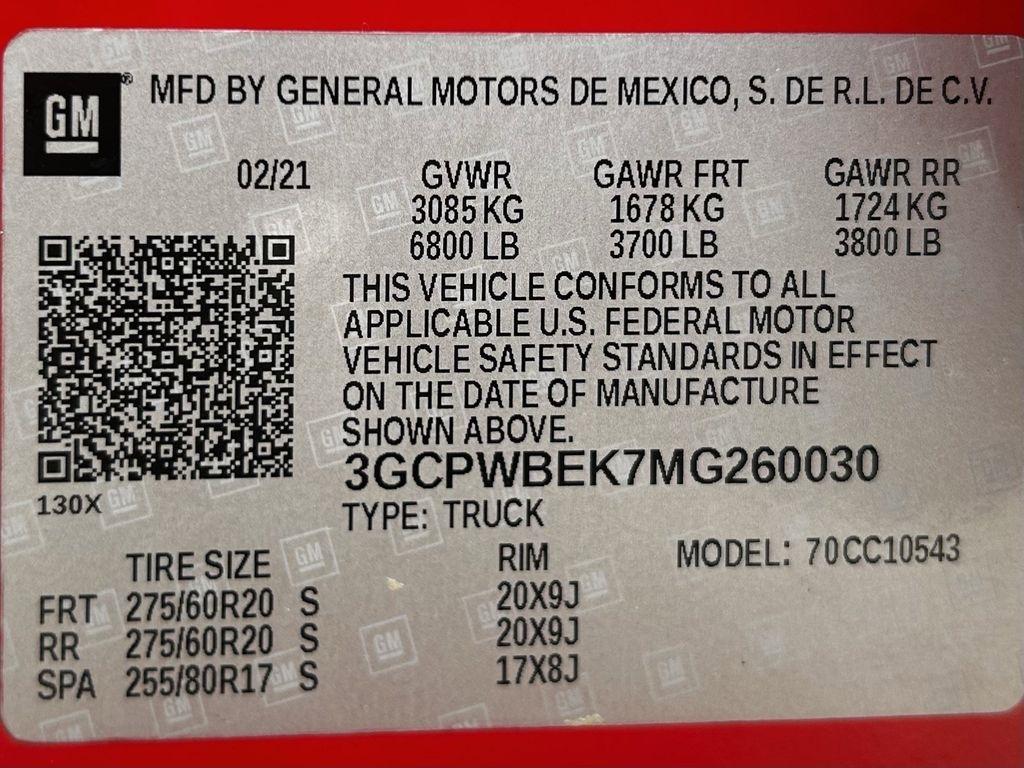 GM® MFD BY GENERAL MOTORS DE MEXICO, S. DE R.L. DE C.V.
02/21 GVWR GAWR FRT GAWR RR
3085 KG 1678 KG 1724 KG
6800 LB 3700 LB 3800 LB
THIS VEHICLE CONFORMS TO ALL
APPLICABLE U.S. FEDERAL MOTOR
VEHICLE SAFETY STANDARDS IN EFFECT
ON THE DATE OF MANUFACTURE
SHOWN ABOVE.
3GCPWBEK7MG260030
130X
TYPE: TRUCK
TIRE SIZE RIM MODEL: 70CC10543
FRT 275/60R20 S 20X9J
RR 275/60R20 S 20X9J
SPA 255/80R17 S 17X8J